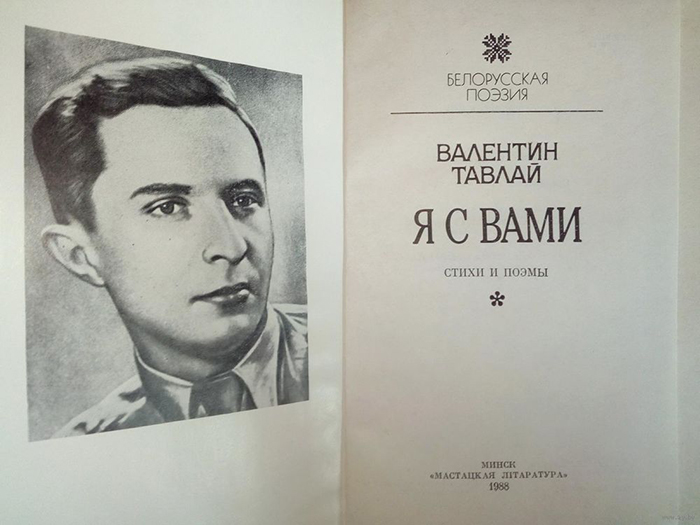 БЕЛОРУССКАЯ
ПОЭЗИЯ
ВАЛЕНТИН
ТАВЛАЙ
Я С ВАМИ
СТИХИ И ПОЭМЫ
МИНСК
«МАСТАЦКАЯ ЛІТАРАТУРА»
1988